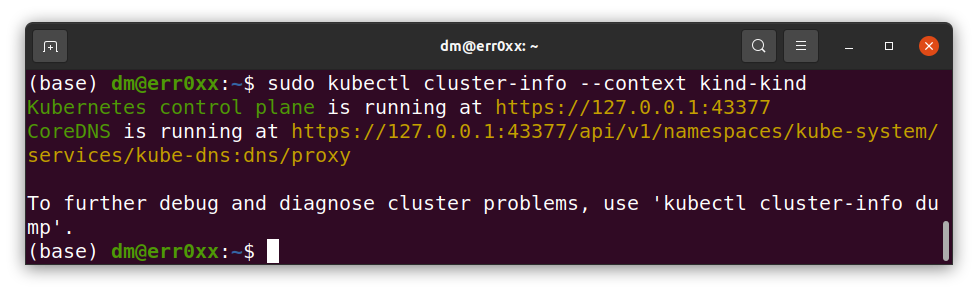 dm@err0xx: ~
(base) dm@err0xx:~$ sudo kubectl cluster-info --context kind-kind
Kubernetes control plane is running at https://127.0.0.1:43377
CoreDNS is running at https://127.0.0.1:43377/api/v1/namespaces/kube-system/
services/kube-dns:dns/proxy
To further debug and diagnose cluster problems, use 'kubectl cluster-info du
mp'.
(base) dm@err0xx:~$